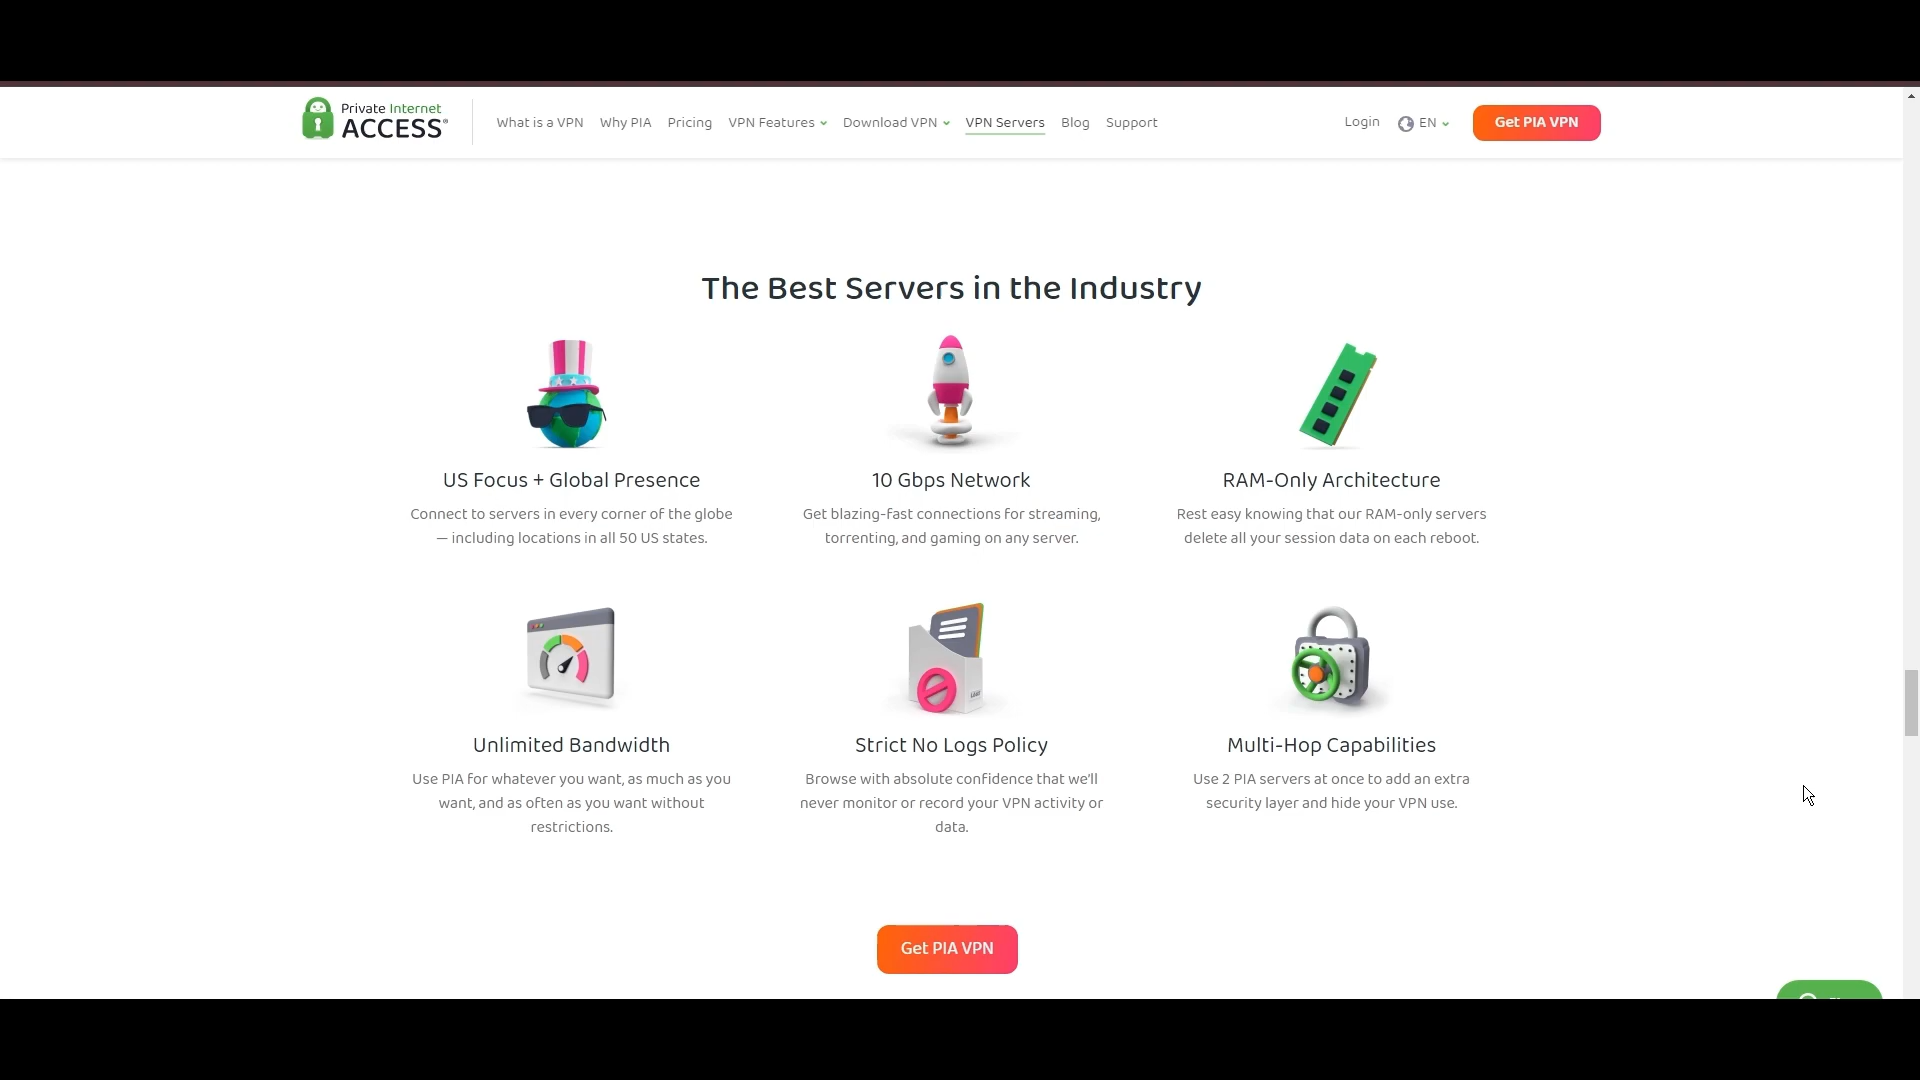 Private Internet
ACCESS®
What is a VPN Why PIA Pricing VPN Features Download VPN VPN Servers Blog Support Login EN Get PIA VPN
The Best Servers in the Industry
US Focus + Global Presence
Connect to servers in every corner of the globe
— including locations in all 50 US states.
10 Gbps Network
Get blazing-fast connections for streaming,
torrenting, and gaming on any server.
RAM-Only Architecture
Rest easy knowing that our RAM-only servers
delete all your session data on each reboot.
Unlimited Bandwidth
Use PIA for whatever you want, as much as you
want, and as often as you want without
restrictions.
Strict No Logs Policy
Browse with absolute confidence that we'll
never monitor or record your VPN activity or
data.
Multi-Hop Capabilities
Use 2 PIA servers at once to add an extra
security layer and hide your VPN use.
Get PIA VPN